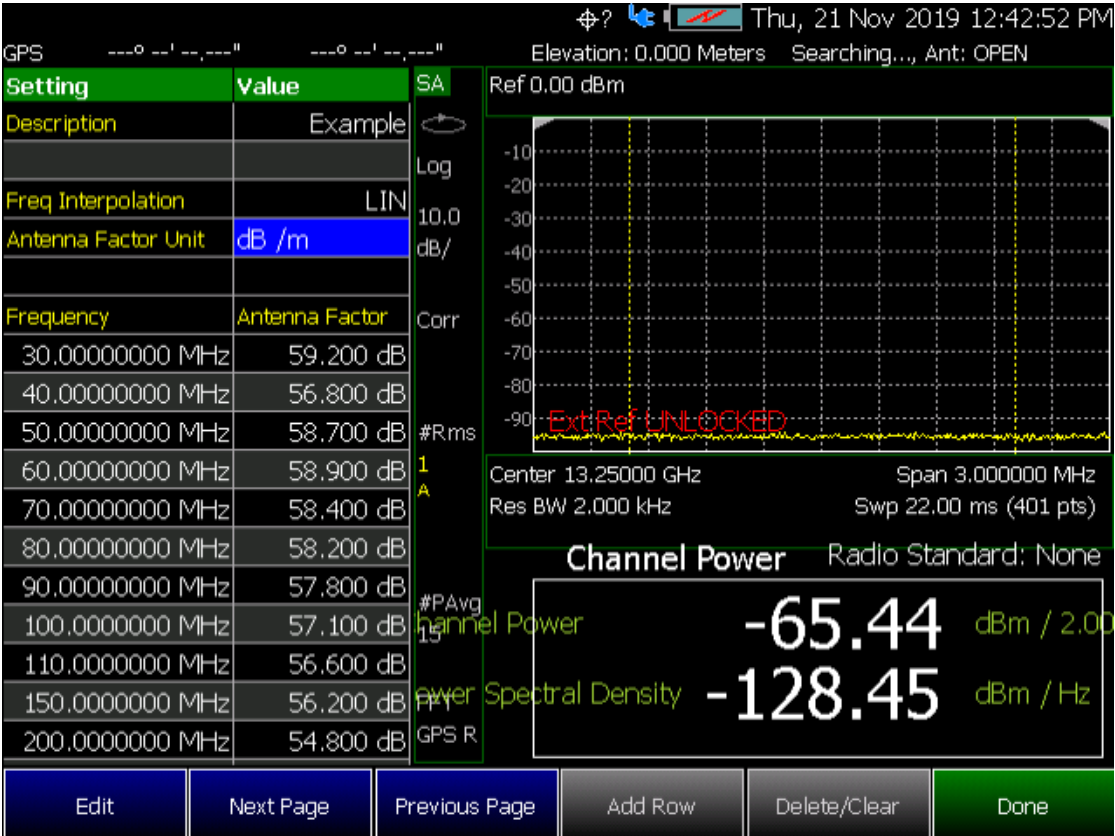 ? Thu, 21 Nov 2019 12:42:52 PM
GPS ---o --' --.---" ---o --' --.---" Elevation: 0.000 Meters Searching..., Ant: OPEN
Setting Value
Description Example
Freq Interpolation LIN
Antenna Factor Unit dB /m
Frequency Antenna Factor
30.00000000 MHz 59.200 dB
40.00000000 MHz 56.800 dB
50.00000000 MHz 58.700 dB
60.00000000 MHz 58.900 dB
70.00000000 MHz 58.400 dB
80.00000000 MHz 58.200 dB
90.00000000 MHz 57.800 dB
100.0000000 MHz 57.100 dB
110.0000000 MHz 56.600 dB
150.0000000 MHz 56.200 dB
200.0000000 MHz 54.800 dB
SA
Log
10.0
dB/
Corr
#Rms
1
A
#PAvg
15
GPS R
Ref 0.00 dBm
-10
-20
-30
-40
-50
-60
-70
-80
-90
Ext Ref UNLOCKED
Center 13.25000 GHz Span 3.000000 MHz
Res BW 2.000 kHz Swp 22.00 ms (401 pts)
Channel Power Radio Standard: None
hannel Power -65.44 dBm / 2.00
ower Spectral Density -128.45 dBm / Hz
Edit Next Page Previous Page Add Row Delete/Clear Done